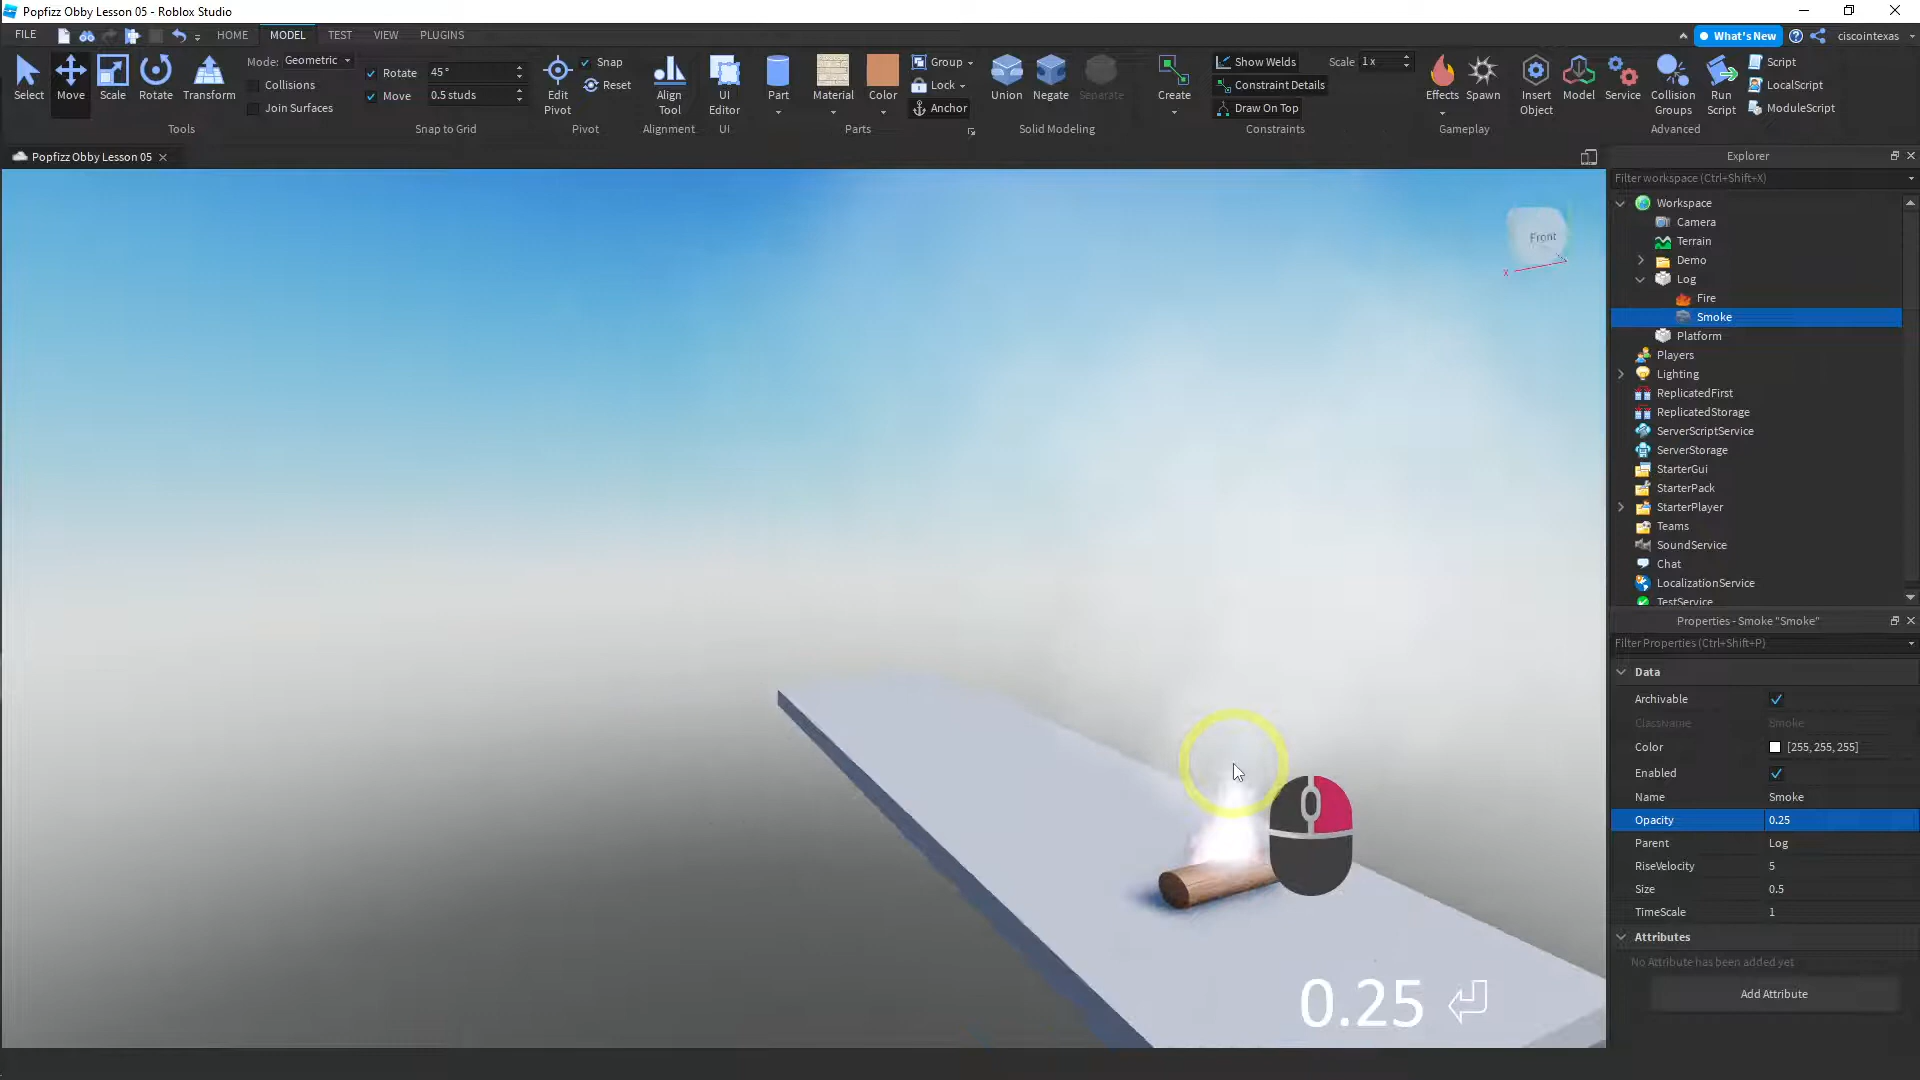 Popfizz Obby Lesson 05 - Roblox Studio
FILE HOME MODEL TEST VIEW PLUGINS What's New ciscointexas
Select Move Scale Rotate Transform
Tools
Mode: Geometric
Collisions
Join Surfaces
Rotate 45°
Move 0.5 studs
Snap to Grid
Edit Pivot
Snap
Reset
Pivot
Align Tool
Alignment
UI Editor
UI
Part Material Color
Group
Lock
Anchor
Parts
Union Negate Separate
Solid Modeling
Create
Show Welds
Constraint Details
Draw On Top
Scale 1x
Constraints
Effects Spawn
Gameplay
Insert Object
Model
Service
Collision Groups
Run Script
Script
LocalScript
ModuleScript
Advanced
Popfizz Obby Lesson 05
Front
x
0.25
Explorer
Filter workspace (Ctrl+Shift+X)
Workspace
Camera
Terrain
Demo
Log
Fire
Smoke
Platform
Players
Lighting
ReplicatedFirst
ReplicatedStorage
ServerScriptService
ServerStorage
StarterGui
StarterPack
StarterPlayer
Teams
SoundService
Chat
LocalizationService
TestService
Properties - Smoke "Smoke"
Filter Properties (Ctrl+Shift+P)
Data
Archivable
ClassName Smoke
Color [255, 255, 255]
Enabled
Name Smoke
Opacity 0.25
Parent Log
RiseVelocity 5
Size 0.5
TimeScale 1
Attributes
No Attribute has been added yet
Add Attribute